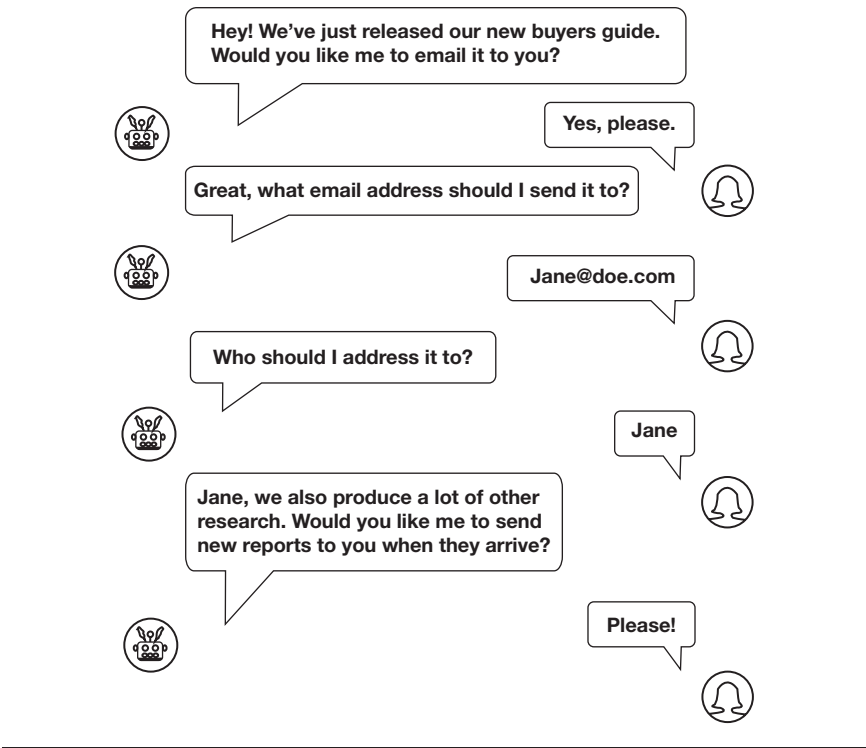 Hey! We’ve just released our new buyers guide.
Would you like me to email it to you?
Yes, please.
Great, what email address should I send it to?
Jane@doe.com
Who should I address it to?
Jane
Jane, we also produce a lot of other
research. Would you like me to send
new reports to you when they arrive?
Please!